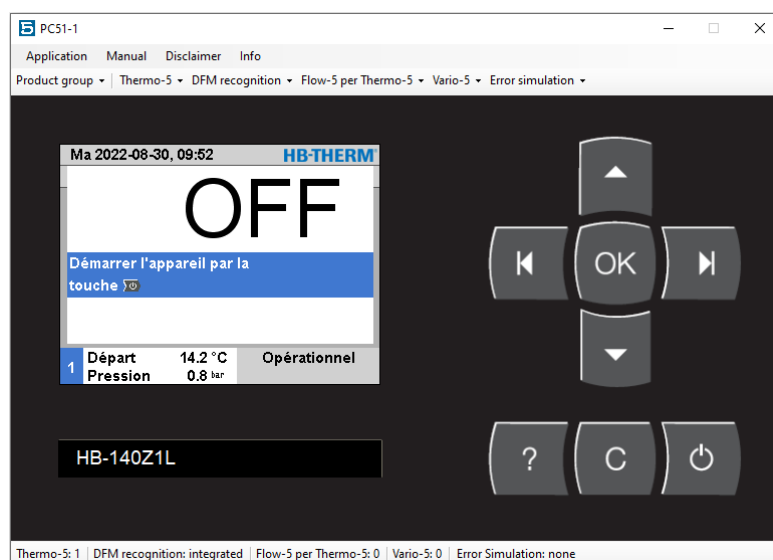 PC51-1
Application Manual Disclaimer Info
Product group Thermo-5 DFM recognition Flow-5 per Thermo-5 Vario-5 Error simulation
Ma 2022-08-30, 09:52 HB-THERM
OFF
Démarrer l'appareil par la
touche
1 Départ 14.2 °C Opérationnel
Pression 0.8 bar
OK
HB-140Z1L
? C
Thermo-5: 1 DFM recognition: integrated Flow-5 per Thermo-5: 0 Vario-5: 0 Error Simulation: none